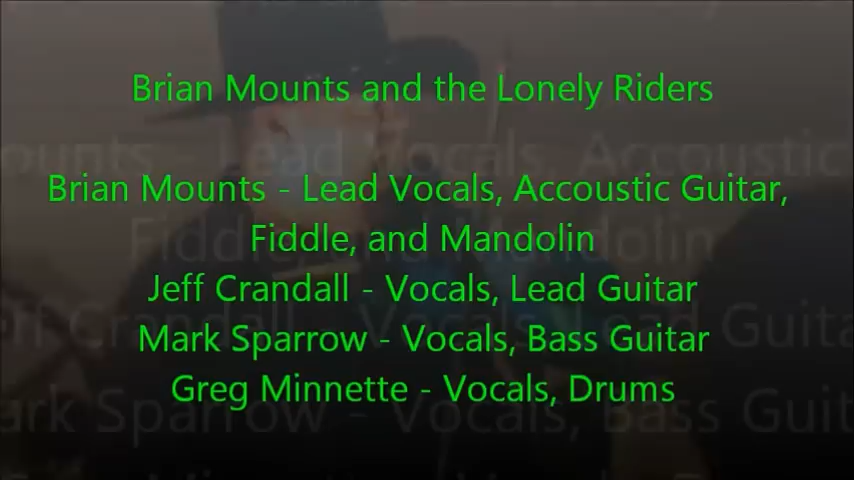 Brian Mounts and the Lonely Riders
Brian Mounts - Lead Vocals, Accoustic Guitar,
Fiddle, and Mandolin
Jeff Crandall - Vocals, Lead Guitar
Mark Sparrow - Vocals, Bass Guitar
Greg Minnette - Vocals, Drums